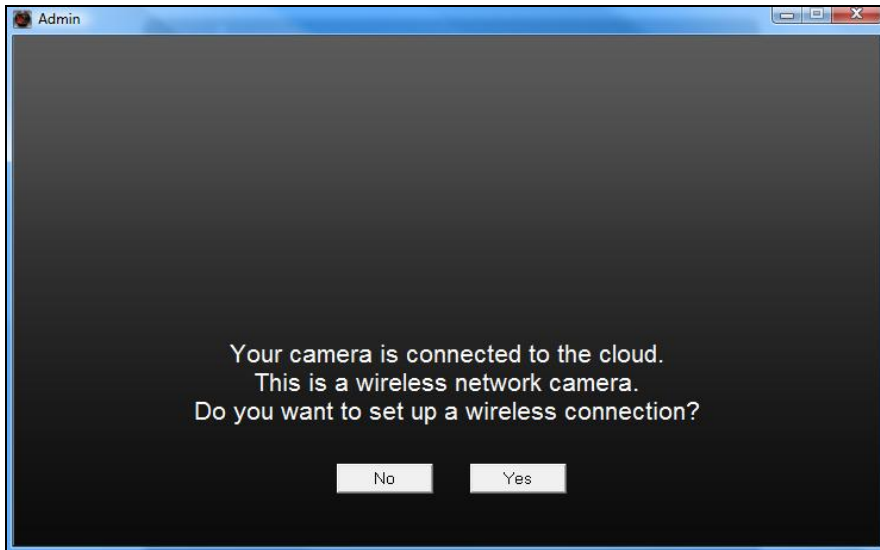 Admin
Your camera is connected to the cloud.
This is a wireless network camera.
Do you want to set up a wireless connection?
No Yes